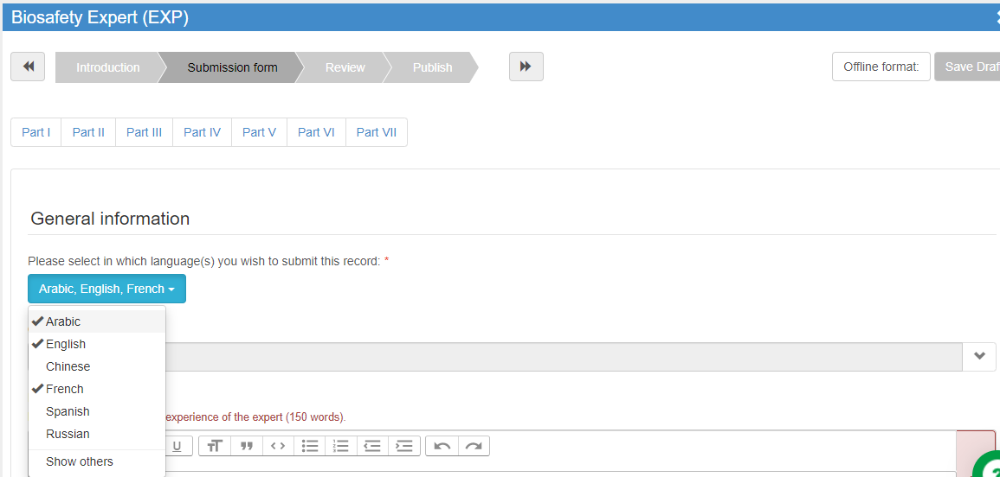 Biosafety Expert (EXP)
Introduction Submission form Review Publish Offline format: Save Draf
Part I Part II Part III Part IV Part V Part VI Part VII
General information
Please select in which language(s) you wish to submit this record: *
Arabic, English, French
Arabic
English
Chinese
French
Spanish
experience of the expert (150 words).
Russian
U
Show others